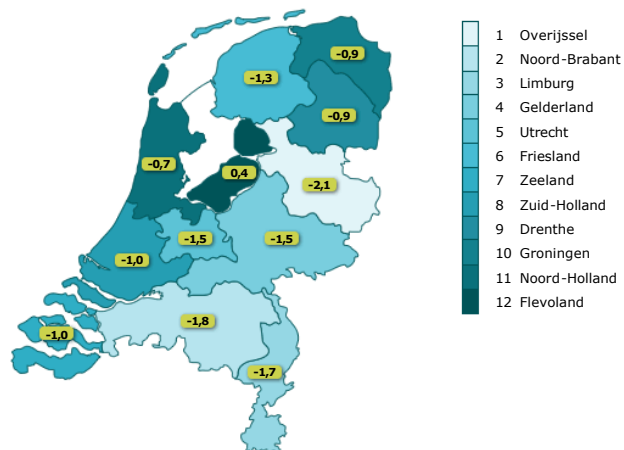 -0,9
-1,3
-0,9
-0,7
0,4
-2,1
-1,5
-1,5
-1,0
-1,8
-1,0
-1,7
1 Overijssel
2 Noord-Brabant
3 Limburg
4 Gelderland
5 Utrecht
6 Friesland
7 Zeeland
8 Zuid-Holland
9 Drenthe
10 Groningen
11 Noord-Holland
12 Flevoland